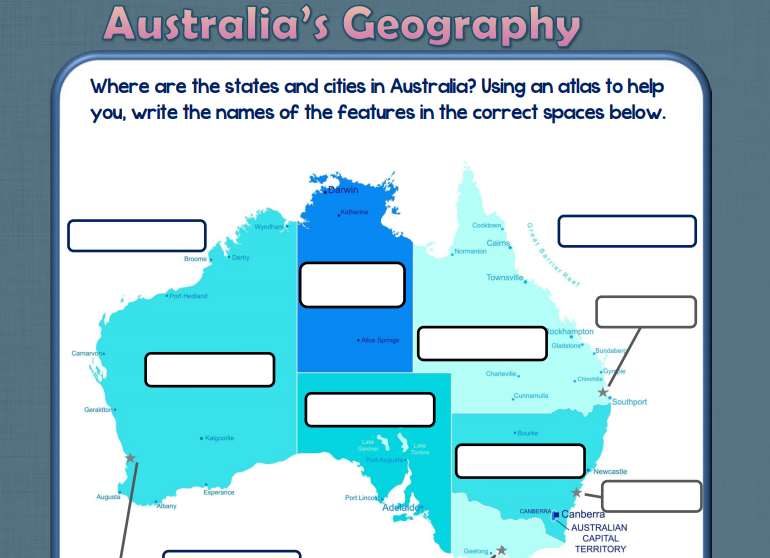 Australia's Geography
Where are the states and cities in Australia? Using an atlas to help
you, write the names of the features in the correct spaces below.
Darwin
Katherine
Wyndham
Cooktown
Cairns
Great Barrier Reef
Normanton
Broome
Derby
Townsville
Port Hedland
Rockhampton
Alice Springs
Gladstone
Carnarvon
Bundaberg
Charleville
Gympie
Chinchilla
Cunnamulla
Southport
Geraldton
Bourke
Kalgoorlie
Lake
Gairdner
Lake
Torrens
Port Augusta
Newcastle
Augusta
Esperance
Albany
Port Lincoln
Adelaide
CANBERRA
Canberra
AUSTRALIAN
CAPITAL
TERRITORY
Geelong